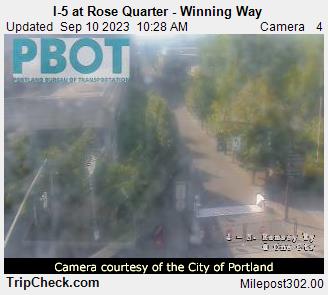 I-5 at Rose Quarter - Winning Way
Updated Sep 10 2023 10:28 AM Camera 4
PBOT
PORTLAND BUREAU OF TRANSPORTATION
Camera courtesy of the City of Portland
TripCheck.com Milepost302.00